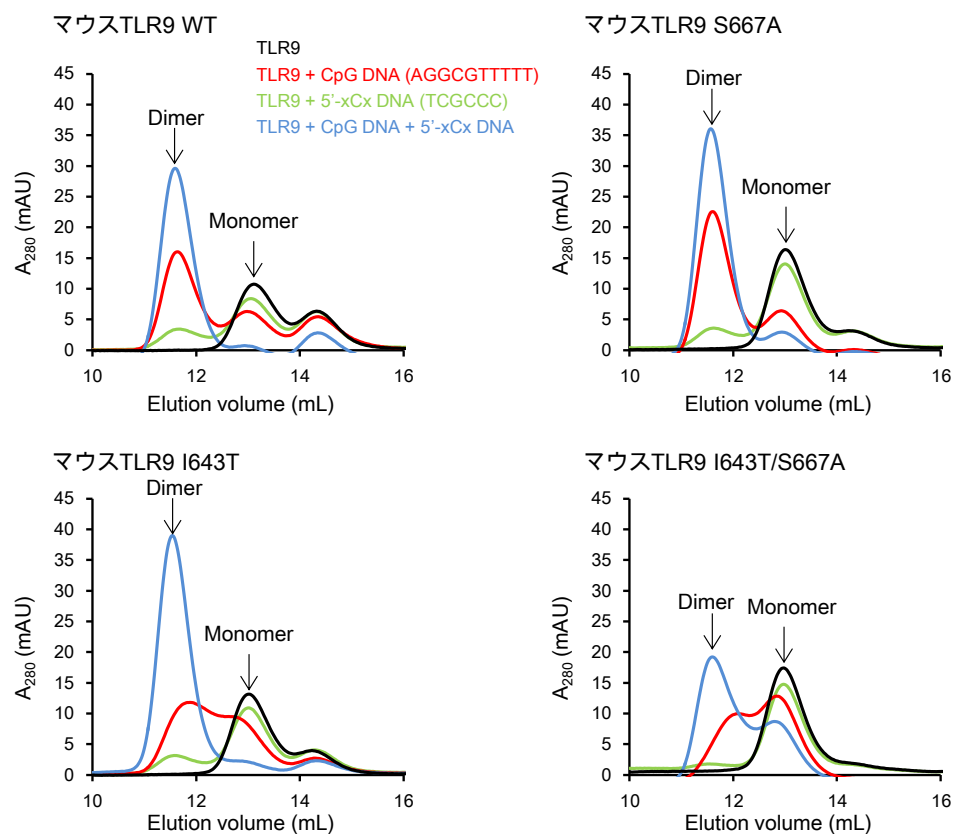 マウスTLR9 WT
TLR9
TLR9 + CpG DNA (AGGCGTTTTT)
TLR9 + 5'-xCx DNA (TCGCCC)
TLR9 + CpG DNA + 5'-xCx DNA
Dimer
Monomer
A280 (mAU)
45
40
35
30
25
20
15
10
5
0
10 12 14 16
Elution volume (mL)
マウスTLR9 S667A
Dimer
Monomer
A280 (mAU)
45
40
35
30
25
20
15
10
5
0
10 12 14 16
Elution volume (mL)
マウスTLR9 I643T
Dimer
Monomer
A280 (mAU)
45
40
35
30
25
20
15
10
5
0
10 12 14 16
Elution volume (mL)
マウスTLR9 I643T/S667A
Dimer Monomer
A280 (mAU)
45
40
35
30
25
20
15
10
5
0
10 12 14 16
Elution volume (mL)